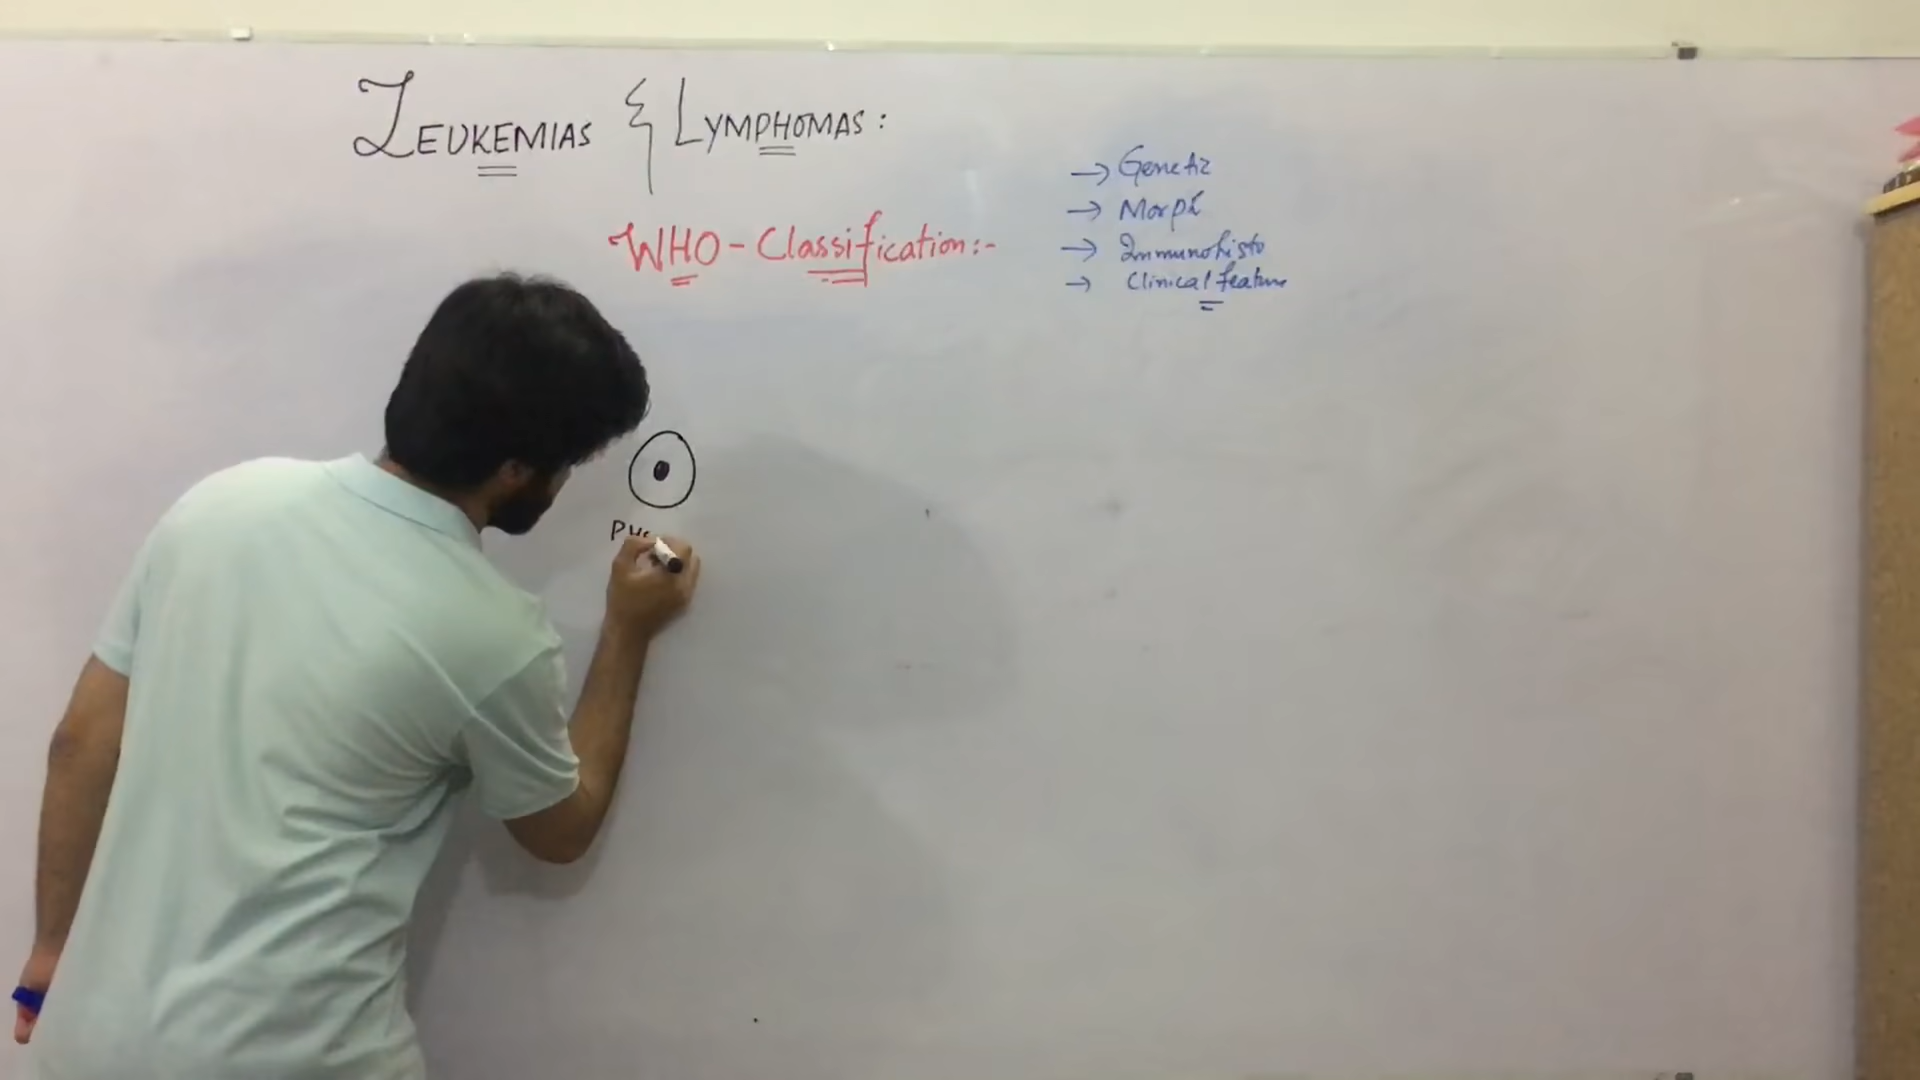 LEUKEMIAS & LYMPHOMAS:
WHO - Classification:-
→ Genetic
→ Morph
→ Immunohisto
→ Clinical feature